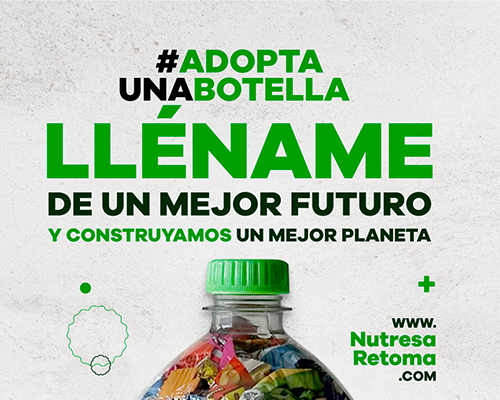 #ADOPTA
UNABOTELLA
LLÉNAME
DE UN MEJOR FUTURO
Y CONSTRUYAMOS UN MEJOR PLANETA
WWW.
Nutresa
Retoma
.COM